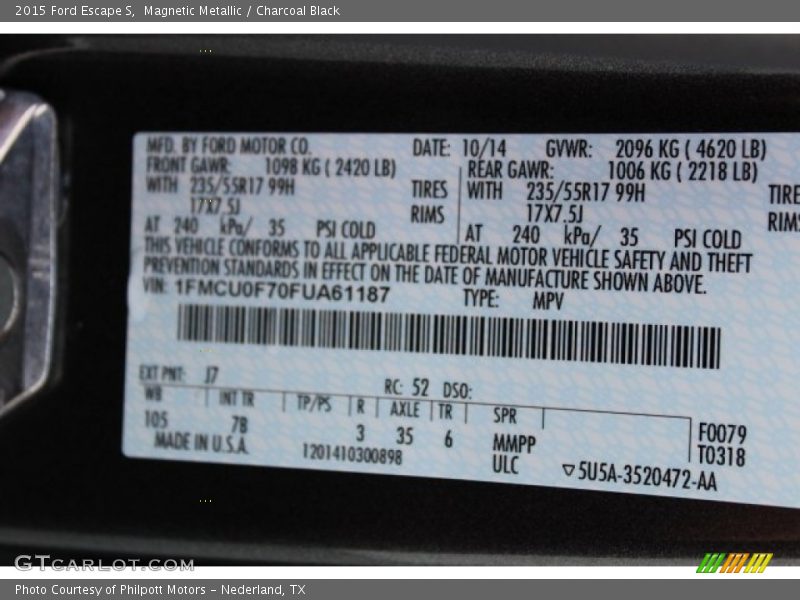 2015 Ford Escape S,  Magnetic Metallic / Charcoal Black
MFD. BY FORD MOTOR CO. DATE: 10/14 GVWR: 2096 KG ( 4620 LB)
FRONT GAWR: 1098 KG ( 2420 LB) REAR GAWR: 1006 KG ( 2218 LB)
WITH 235/55R17 99H TIRES WITH 235/55R17 99H TIRE
17X7.5J RIMS 17X7.5J RIMS
AT 240 kPa/ 35 PSI COLD AT 240 kPa/ 35 PSI COLD
THIS VEHICLE CONFORMS TO ALL APPLICABLE FEDERAL MOTOR VEHICLE SAFETY AND THEFT
PREVENTION STANDARDS IN EFFECT ON THE DATE OF MANUFACTURE SHOWN ABOVE.
VIN: 1FMCU0F70FUA61187 TYPE: MPV
EXT PNT: J7 RC: 52 DSO:
WB INT TR TP/PS R AXLE TR SPR F0079
105 7B 3 35 6 MMPP T0318
MADE IN U.S.A. 1201410300898 ULC ▽5U5A-3520472-AA
GTCARLOT.COM
Photo Courtesy of Philpott Motors – Nederland, TX